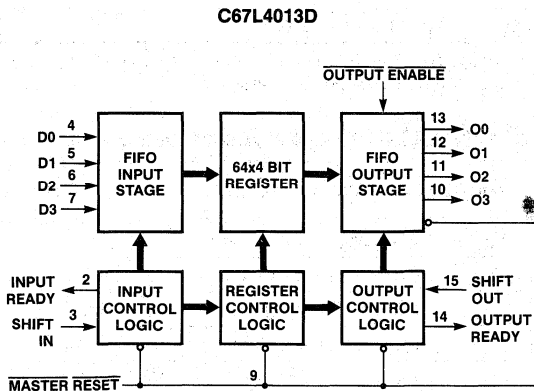 C67L4013D
OUTPUT ENABLE
D0 4
D1 5
D2 6
D3 7
FIFO
INPUT
STAGE
64x4 BIT
REGISTER
FIFO
OUTPUT
STAGE
13 O0
12 O1
11 O2
10 O3
INPUT
READY
2
SHIFT
IN
3
INPUT
CONTROL
LOGIC
REGISTER
CONTROL
LOGIC
OUTPUT
CONTROL
LOGIC
15 SHIFT
OUT
14 OUTPUT
READY
MASTER RESET
9